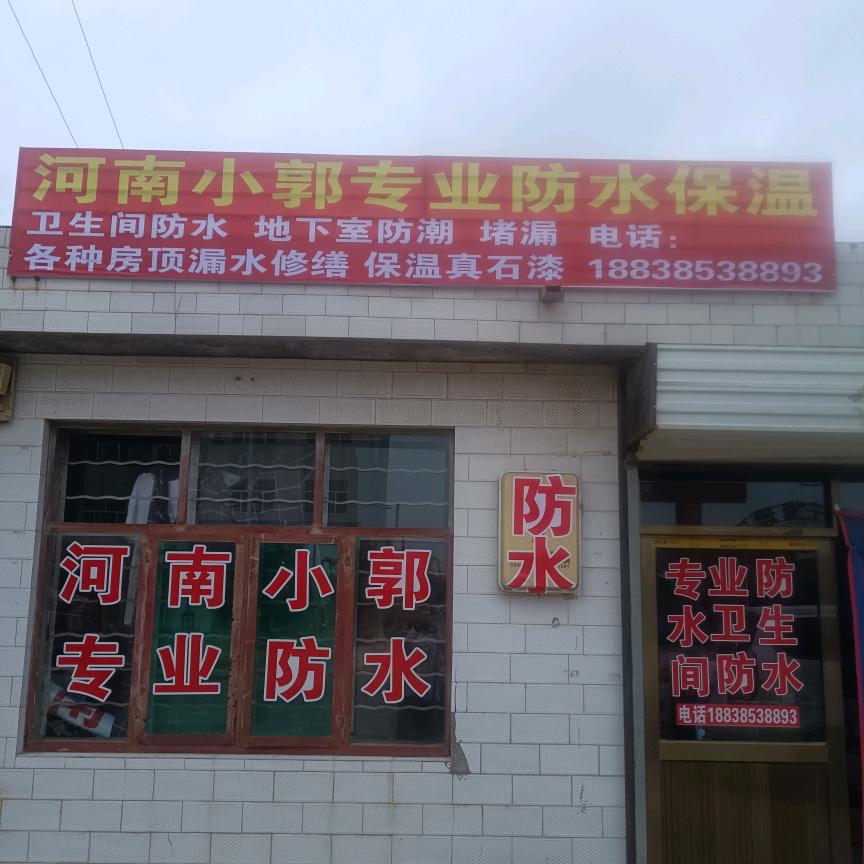 河南小郭专业防水保温
卫生间防水 地下室防潮 堵漏 电话：
各种房顶漏水修缮 保温真石漆 18838538893
河南小郭
专业防水
防水
专业防
水卫生
间防水
电话18838538893